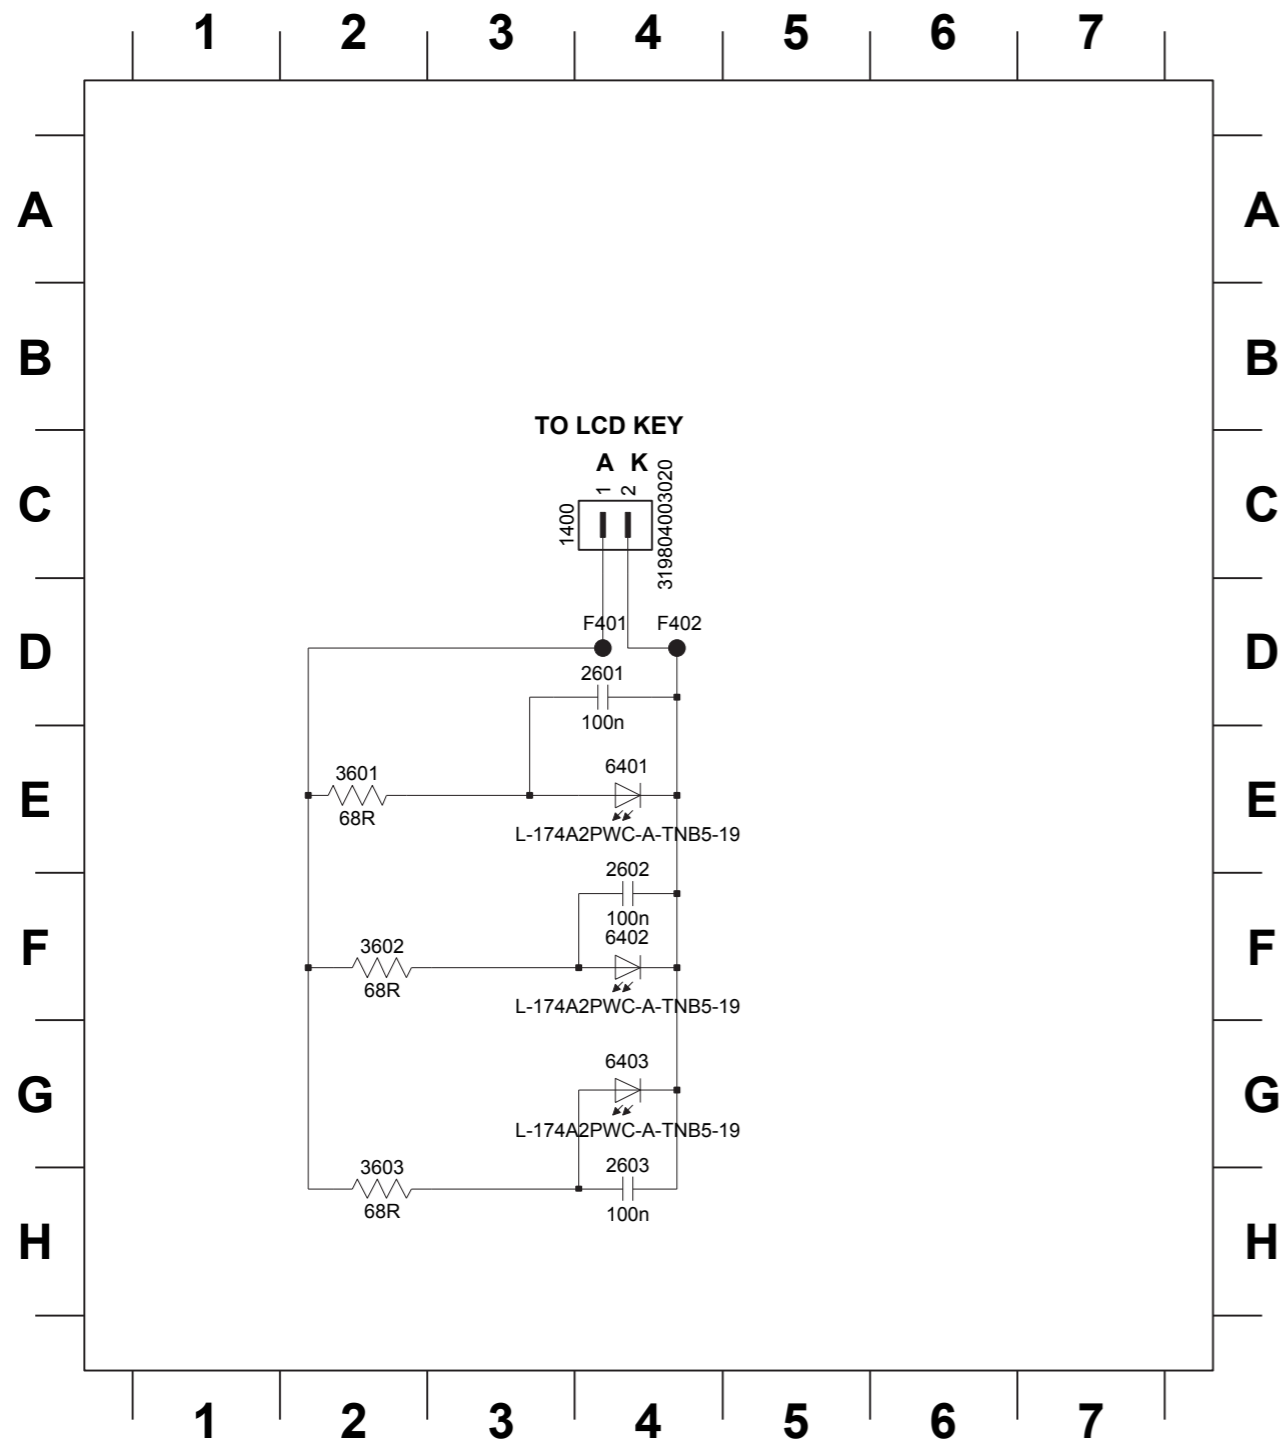 1 2 3 4 5 6 7
A A
B B
TO LCD KEY
A K
1 2
1400
319804003020
C C
F401 F402
D D
2601
100n
6401
3601
E E
68R
L-174A2PWC-A-TNB5-19
2602
100n
6402
3602
F F
68R
L-174A2PWC-A-TNB5-19
6403
G G
L-174A2PWC-A-TNB5-19
3603 2603
68R 100n
H H
1 2 3 4 5 6 7